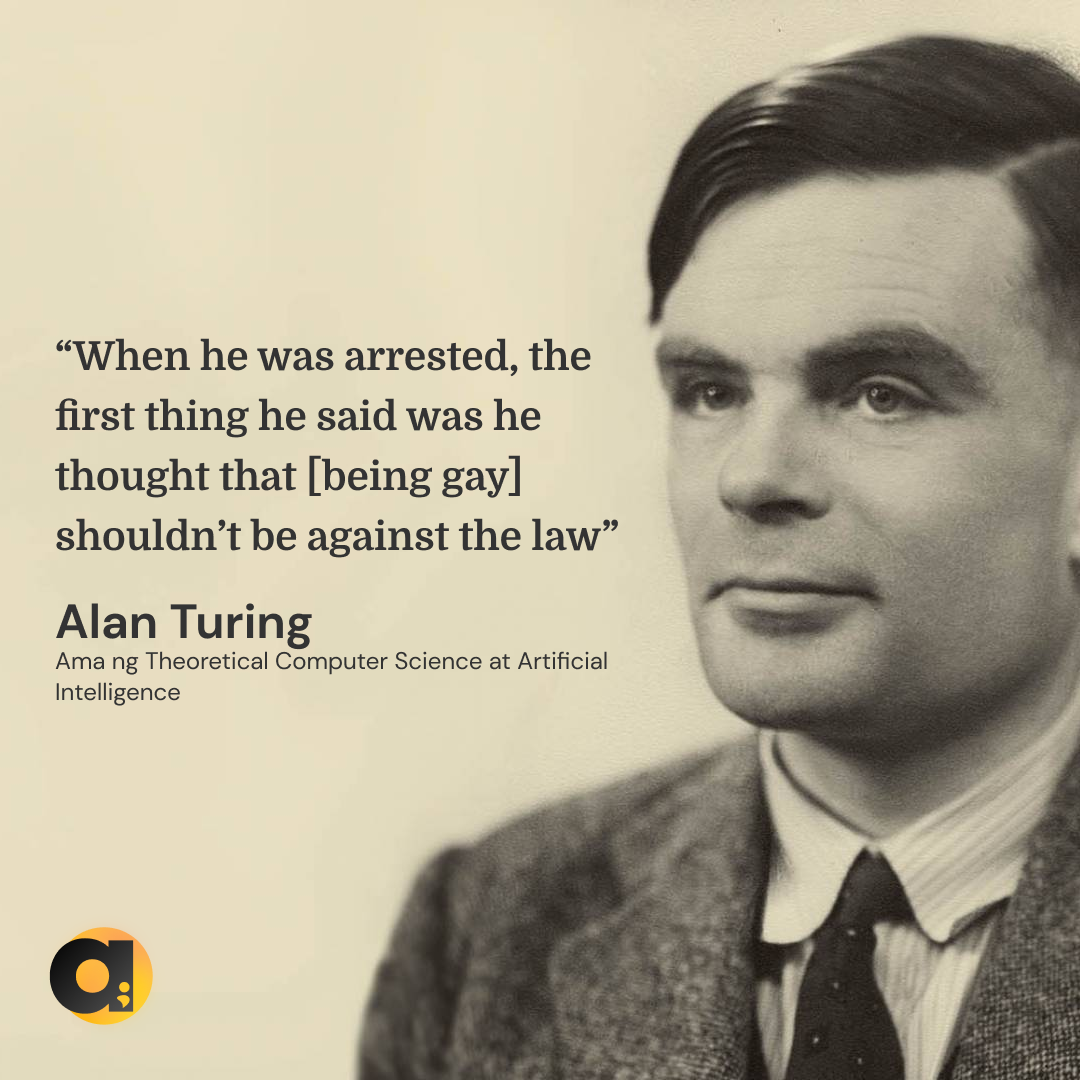 “When he was arrested, the
first thing he said was he
thought that [being gay]
shouldn’t be against the law”
Alan Turing
Ama ng Theoretical Computer Science at Artificial
Intelligence